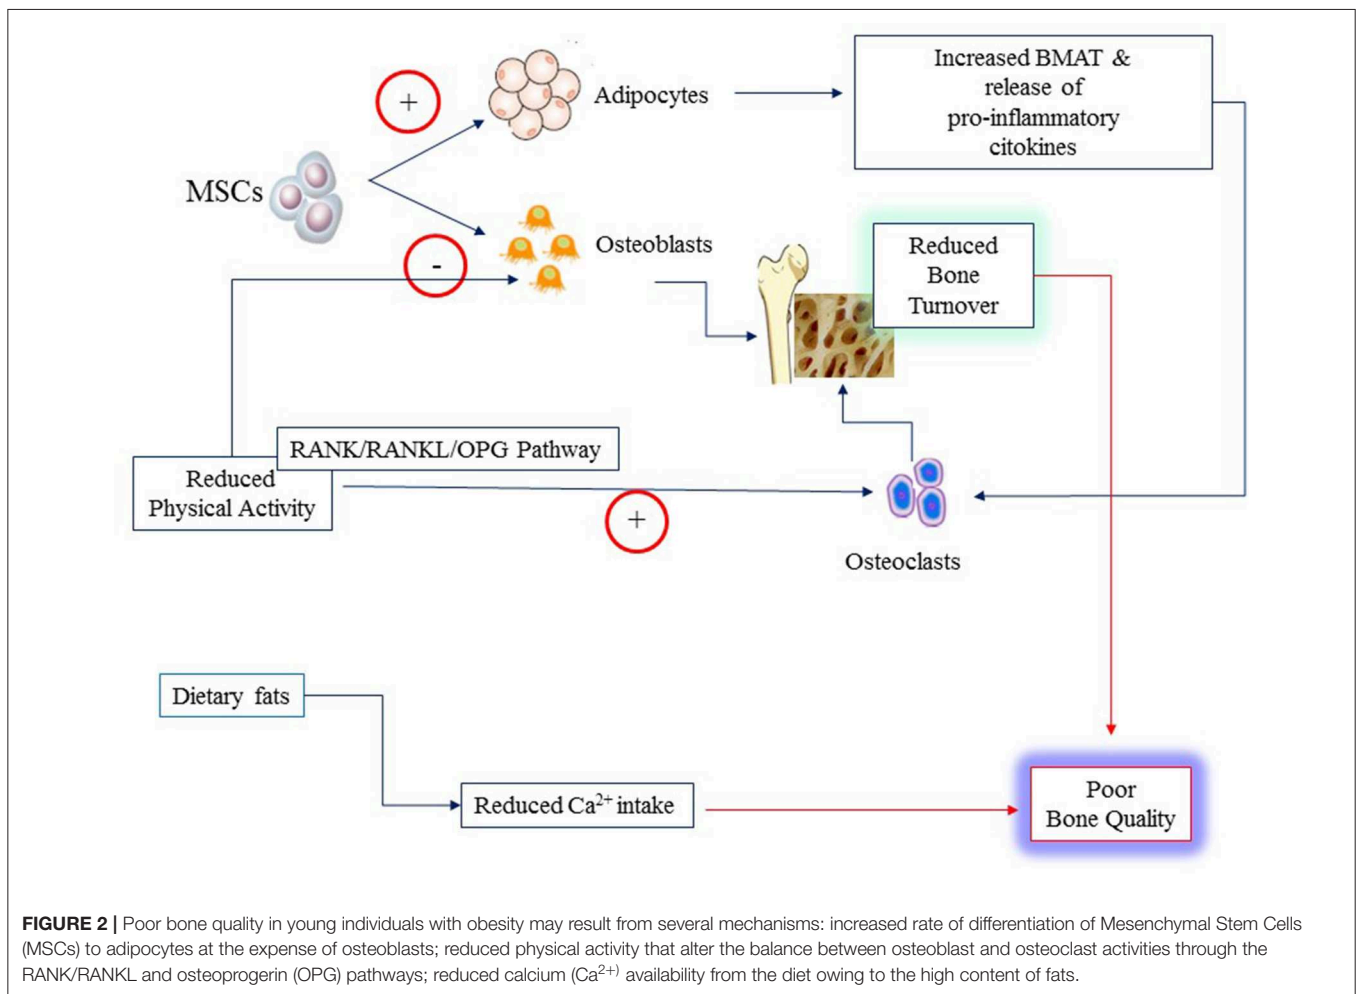 Increased BMAT &
release of
pro-inflammatory
citokines
+
Adipocytes
MSCs
Osteoblasts
-
Reduced
Bone
Turnover
RANK/RANKL/OPG Pathway
Reduced
Physical Activity
+
Osteoclasts
Dietary fats
Reduced Ca²⁺ intake
Poor
Bone Quality
FIGURE 2 | Poor bone quality in young individuals with obesity may result from several mechanisms: increased rate of differentiation of Mesenchymal Stem Cells
(MSCs) to adipocytes at the expense of osteoblasts; reduced physical activity that alter the balance between osteoblast and osteoclast activities through the
RANK/RANKL and osteoprogerin (OPG) pathways; reduced calcium (Ca²⁺⁾ availability from the diet owing to the high content of fats.